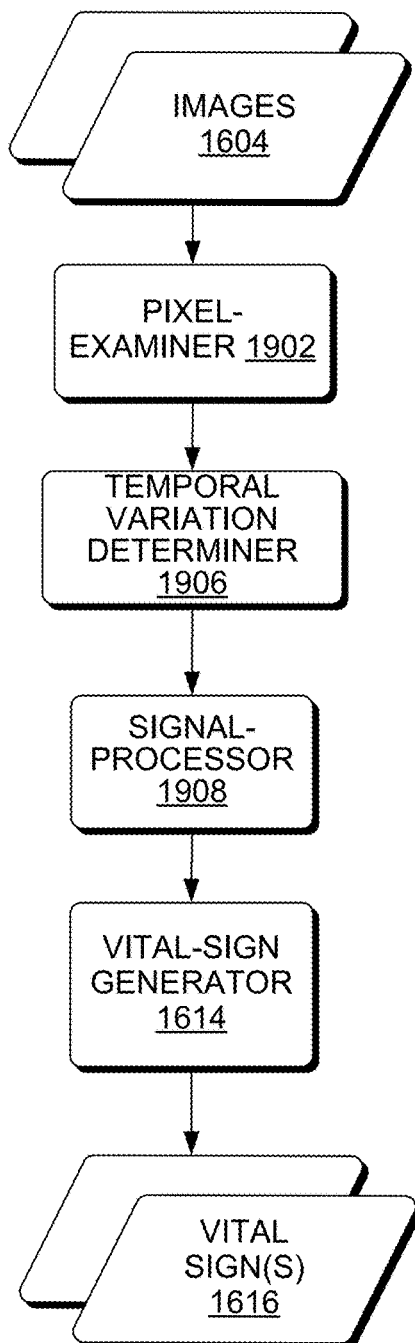 IMAGES
1604
PIXEL-
EXAMINER 1902
TEMPORAL
VARIATION
DETERMINER
1906
SIGNAL-
PROCESSOR
1908
VITAL-SIGN
GENERATOR
1614
VITAL
SIGN(S)
1616